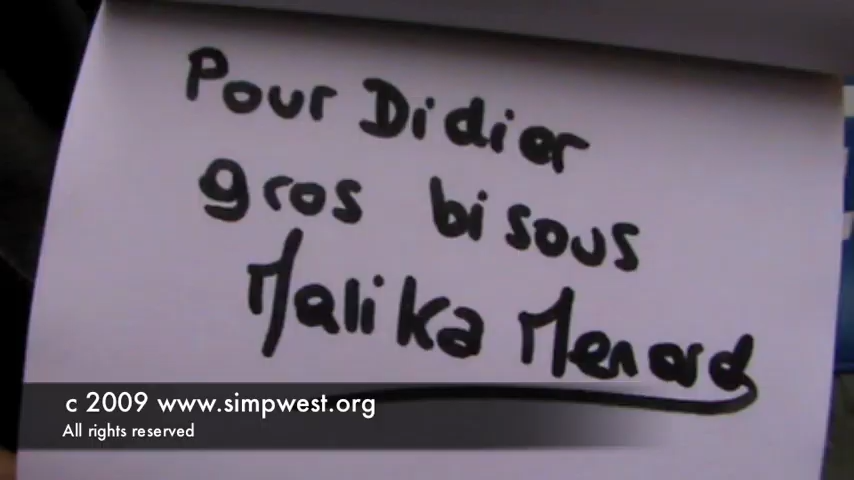 Pour Didier
gros bisous
Malika Menard
c 2009 www.simpwest.org
All rights reserved